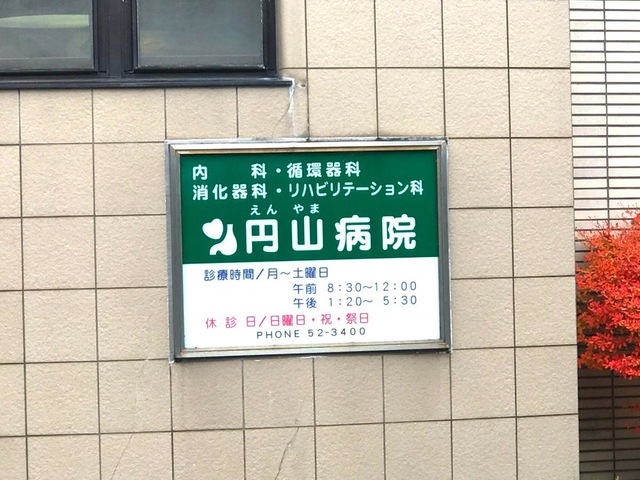 内科・循環器科
消化器科・リハビリテーション科
えんやま
円山病院
診療時間/月〜土曜日
午前 8:30〜12:00
午後 1:20〜 5:30
休診日/日曜日・祝・祭日
PHONE 52-3400